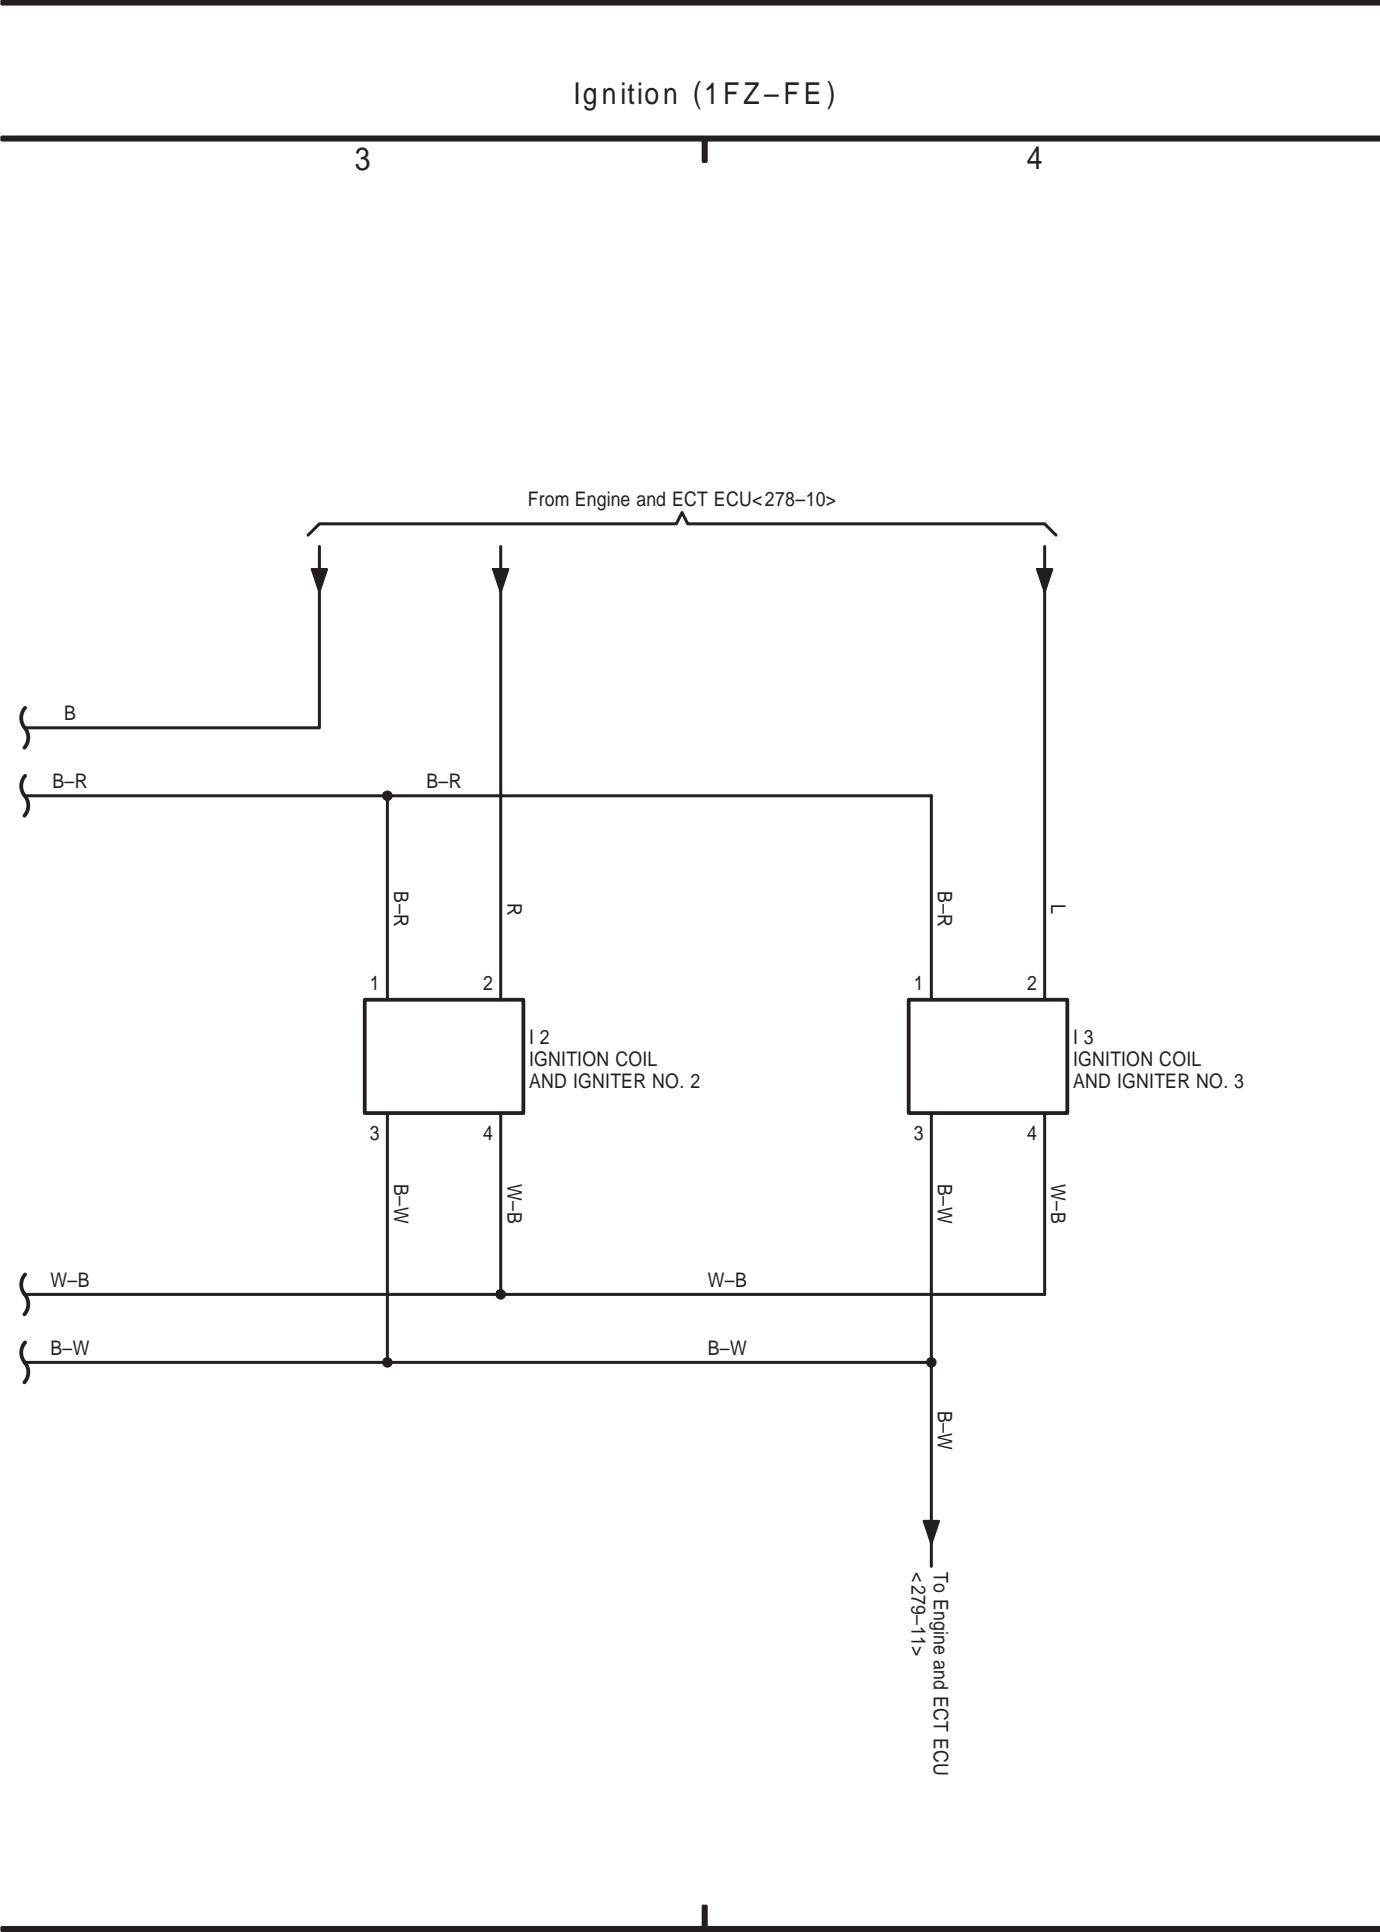 Ignition (1FZ–FE)
3
4
From Engine and ECT ECU<278–10>
B
B–R
B–R
B–R
R
B–R
L
1
2
1
2
I 2
IGNITION COIL
AND IGNITER NO. 2
I 3
IGNITION COIL
AND IGNITER NO. 3
3
4
3
4
B–W
W–B
B–W
W–B
W–B
W–B
B–W
B–W
B–W
To Engine and ECT ECU
<279–11>